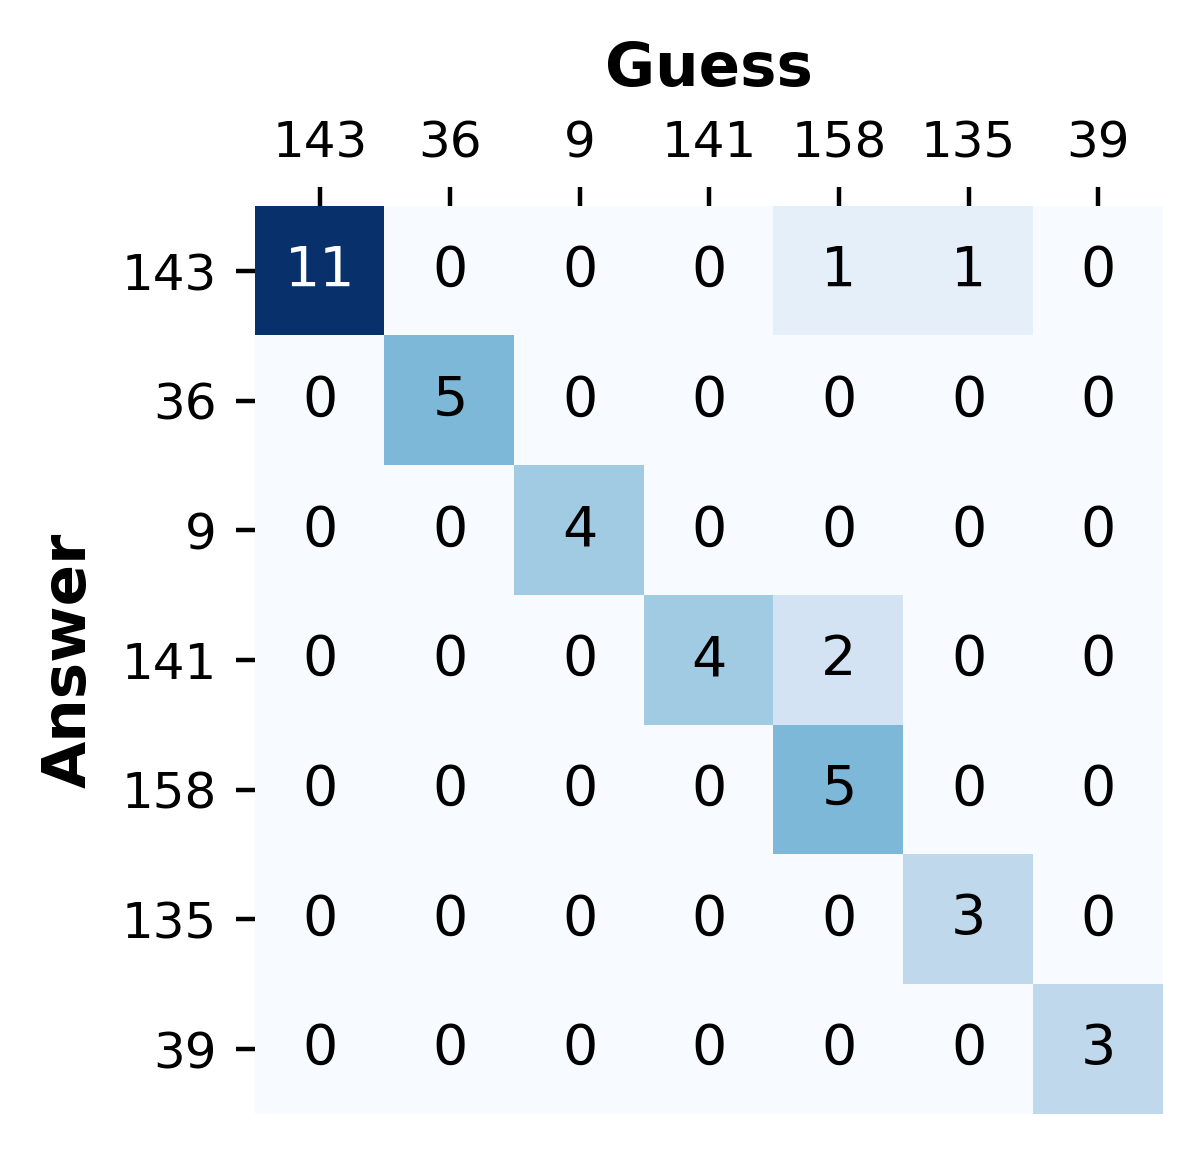 Guess
143 36 9 141 158 135 39
143 11 0 0 0 1 1 0
36 0 5 0 0 0 0 0
9 0 0 4 0 0 0 0
Answer
141 0 0 0 4 2 0 0
158 0 0 0 0 5 0 0
135 0 0 0 0 0 3 0
39 0 0 0 0 0 0 3